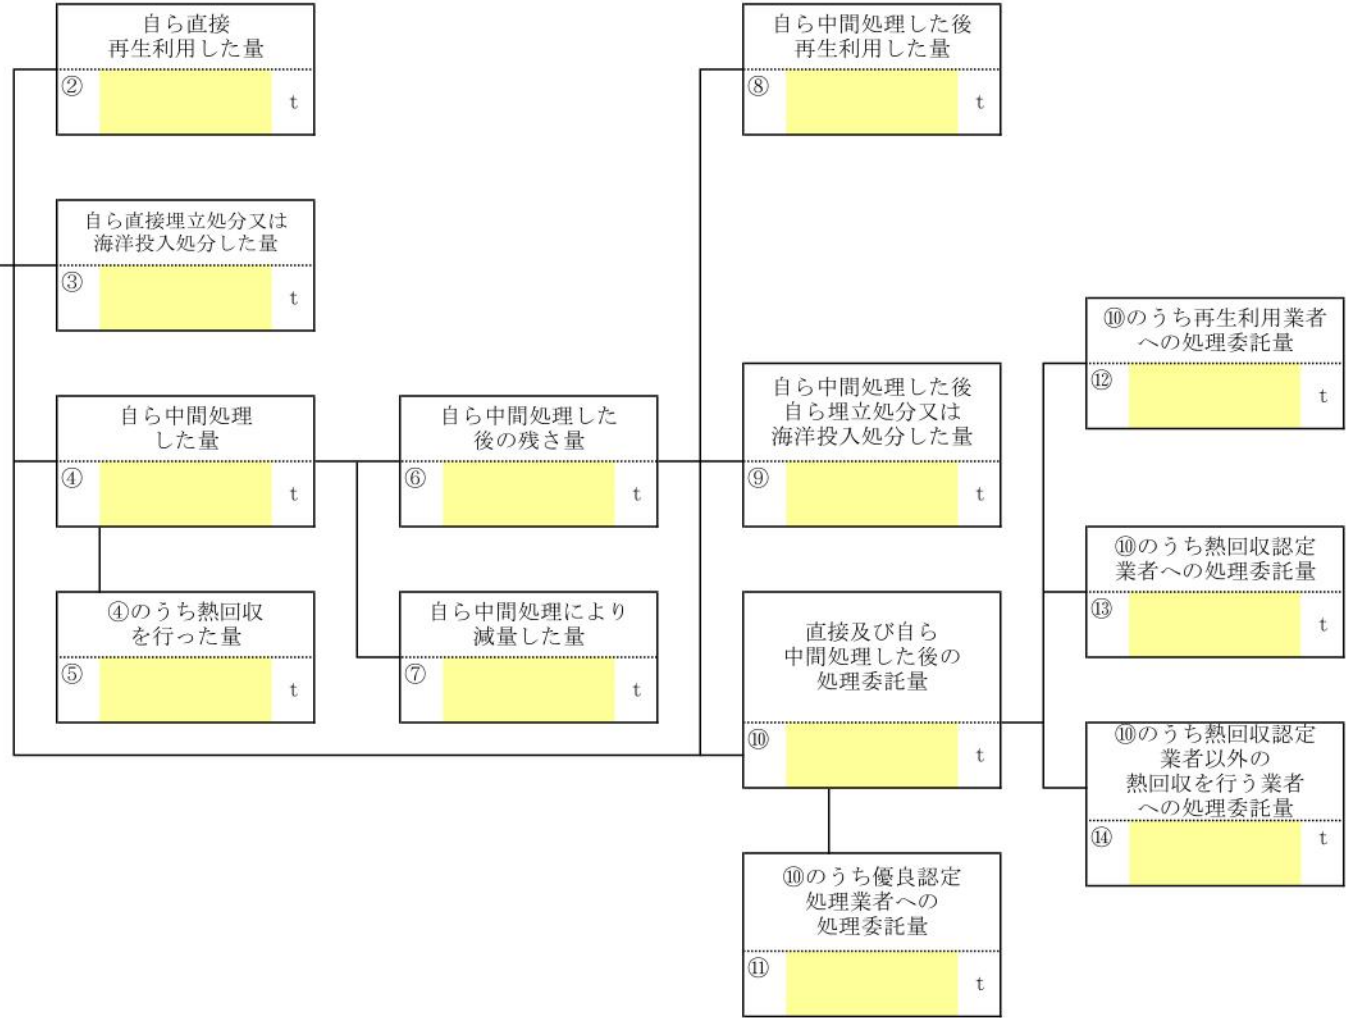 自ら直接
再生利用した量
②
t
自ら中間処理した後
再生利用した量
⑧
t
自ら直接埋立処分又は
海洋投入処分した量
③
t
⑩のうち再生利用業者
への処理委託量
⑫
t
自ら中間処理
した量
④
t
自ら中間処理した
後の残さ量
⑥
t
自ら中間処理した後
自ら埋立処分又は
海洋投入処分した量
⑨
t
⑩のうち熱回収認定
業者への処理委託量
⑬
t
④のうち熱回収
を行った量
⑤
t
自ら中間処理により
減量した量
⑦
t
直接及び自ら
中間処理した後の
処理委託量
⑩
t
⑩のうち熱回収認定
業者以外の
熱回収を行う業者
への処理委託量
⑭
t
⑩のうち優良認定
処理業者への
処理委託量
⑪
t